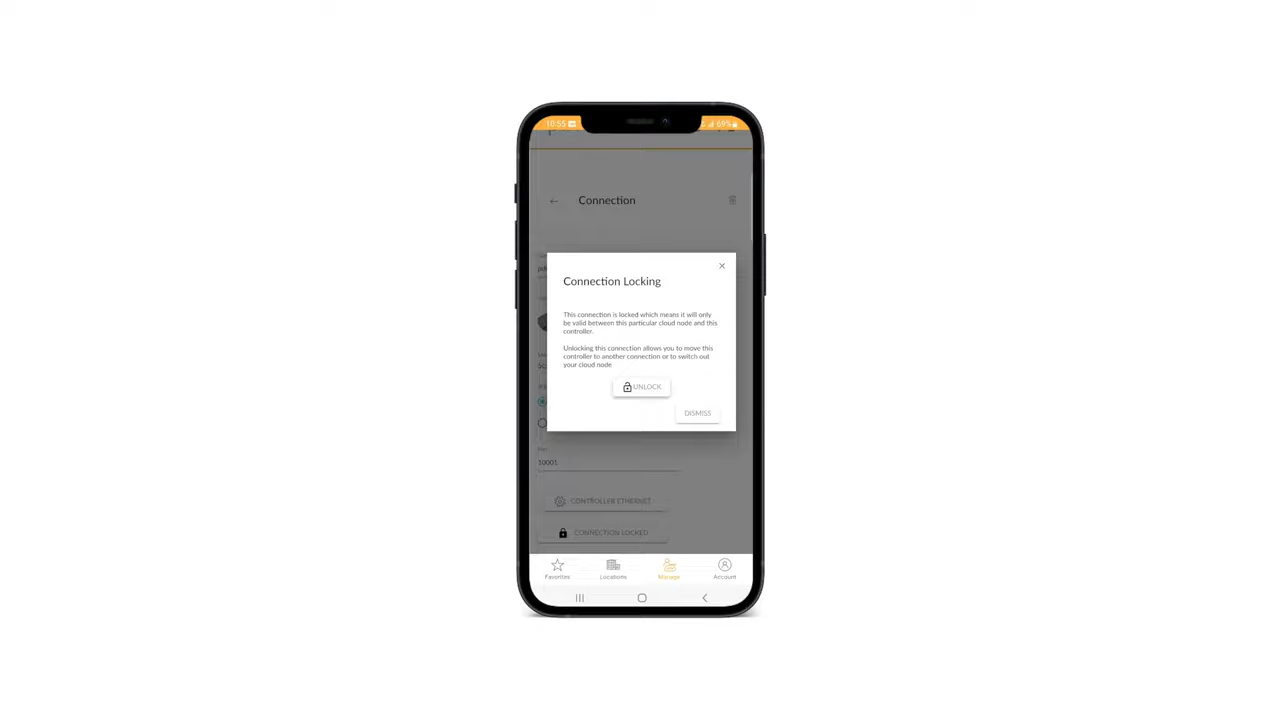 10:55
69%
Connection
Connection Locking
This connection is locked which means it will only
be valid between this particular cloud node and this
controller.
Unlocking this connection allows you to move this
controller to another connection or to switch out
your cloud node
UNLOCK
DISMISS
10001
CONTROLLER ETHERNET
CONNECTION LOCKED
Favorites
Locations
Manage
Account